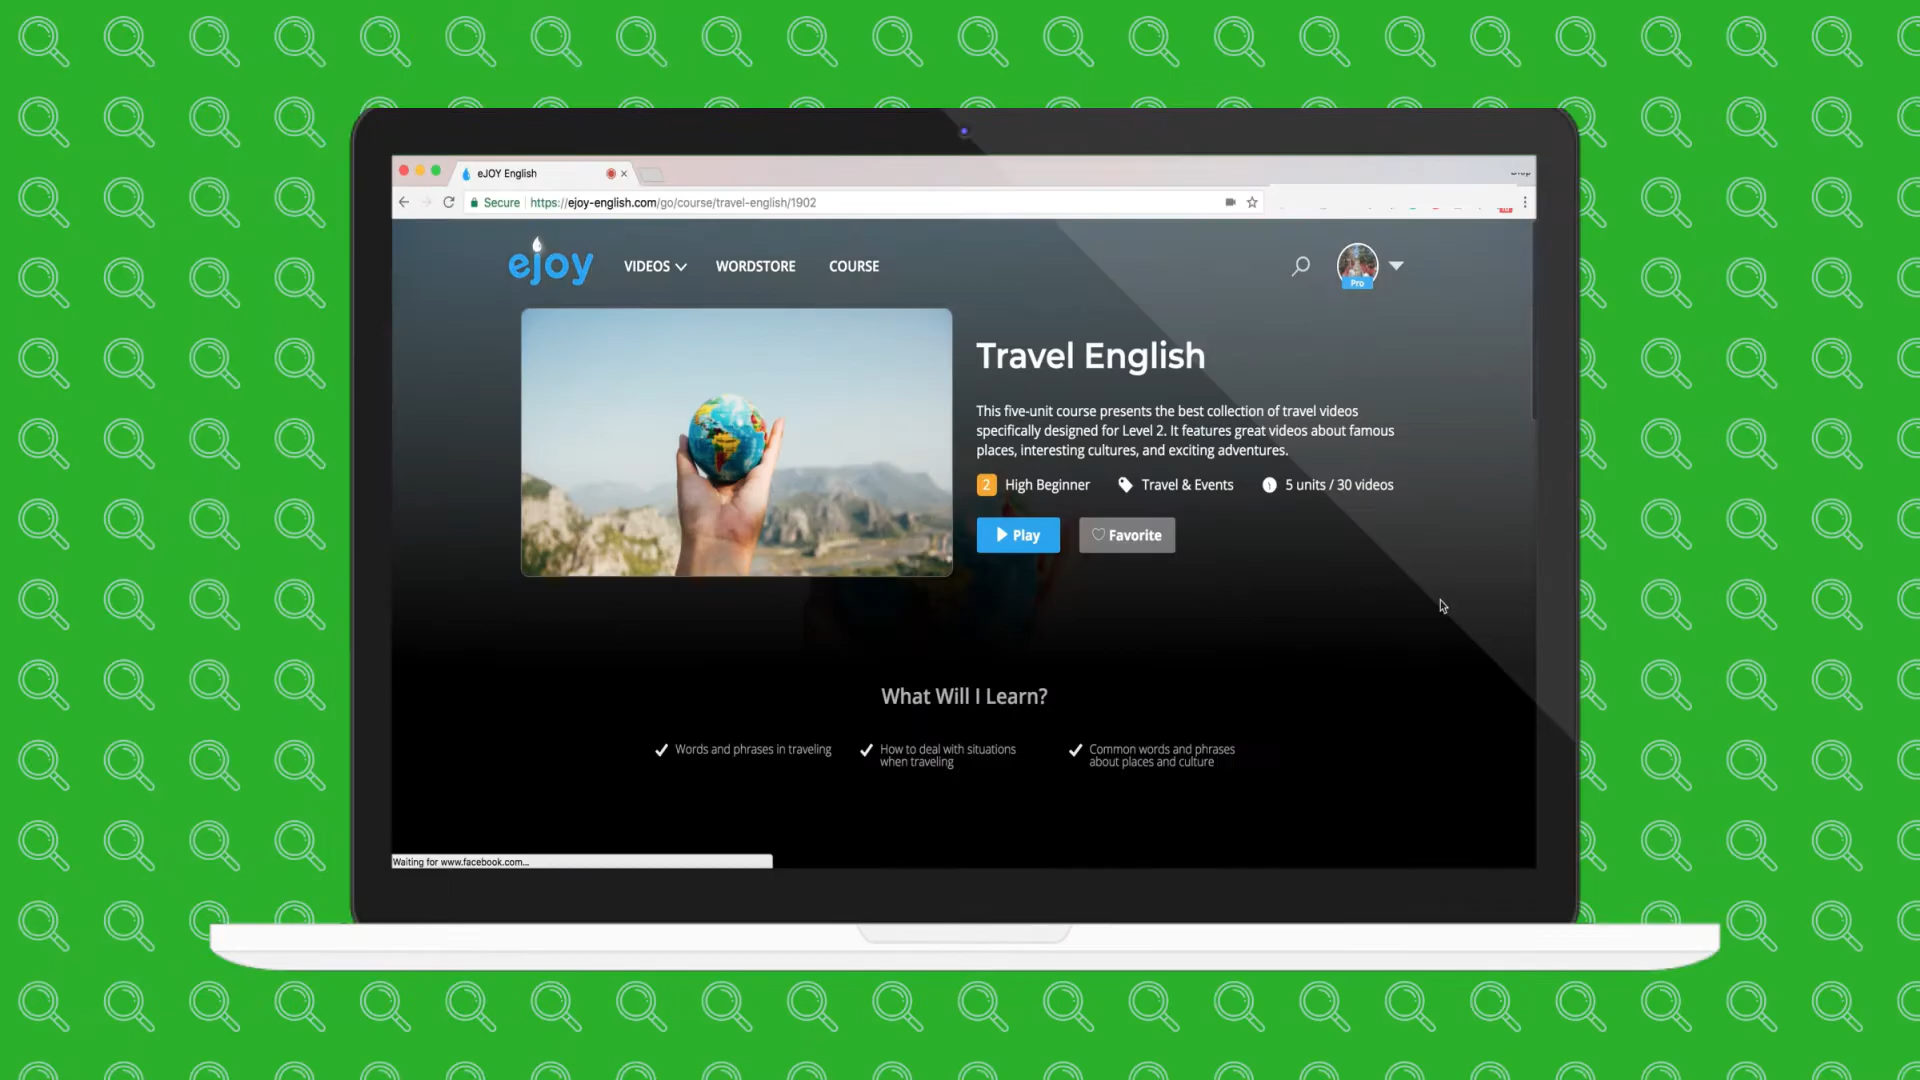 eJOY English
Secure https://ejoy-english.com/go/course/travel-english/1902
ejoy
VIDEOS
WORDSTORE
COURSE
Pro
Travel English
This five-unit course presents the best collection of travel videos
specifically designed for Level 2. It features great videos about famous
places, interesting cultures, and exciting adventures.
2 High Beginner
Travel & Events
5 units / 30 videos
Play
Favorite
What Will I Learn?
Words and phrases in traveling
How to deal with situations
when traveling
Common words and phrases
about places and culture
Waiting for www.facebook.com...